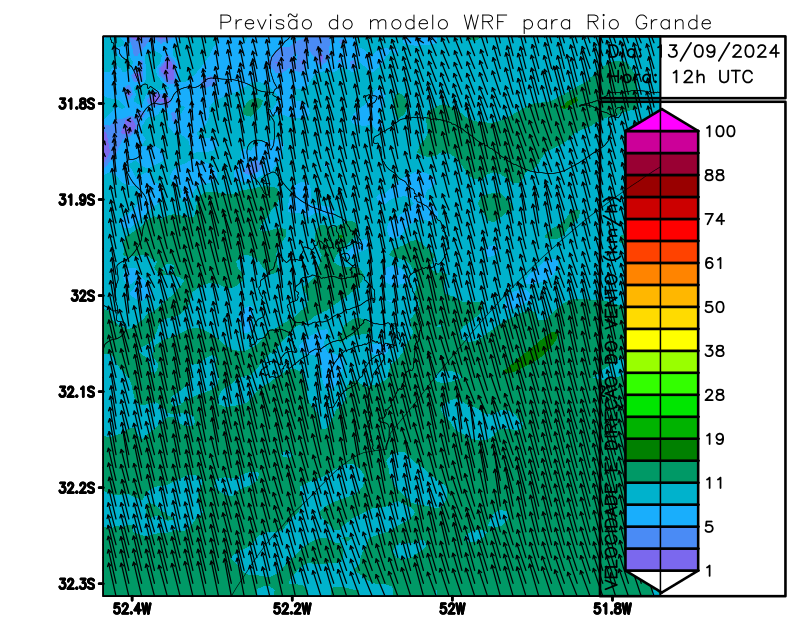 Previsão do modelo WRF para Rio Grande
Dia: 13/09/2024
Hora: 12h UTC
31.8S
31.9S
32S
32.1S
32.2S
32.3S
52.4W
52.2W
52W
51.8W
VELOCIDADE E DIREÇÃO DO VENTO (km/h)
100
88
74
61
50
38
28
19
11
5
1